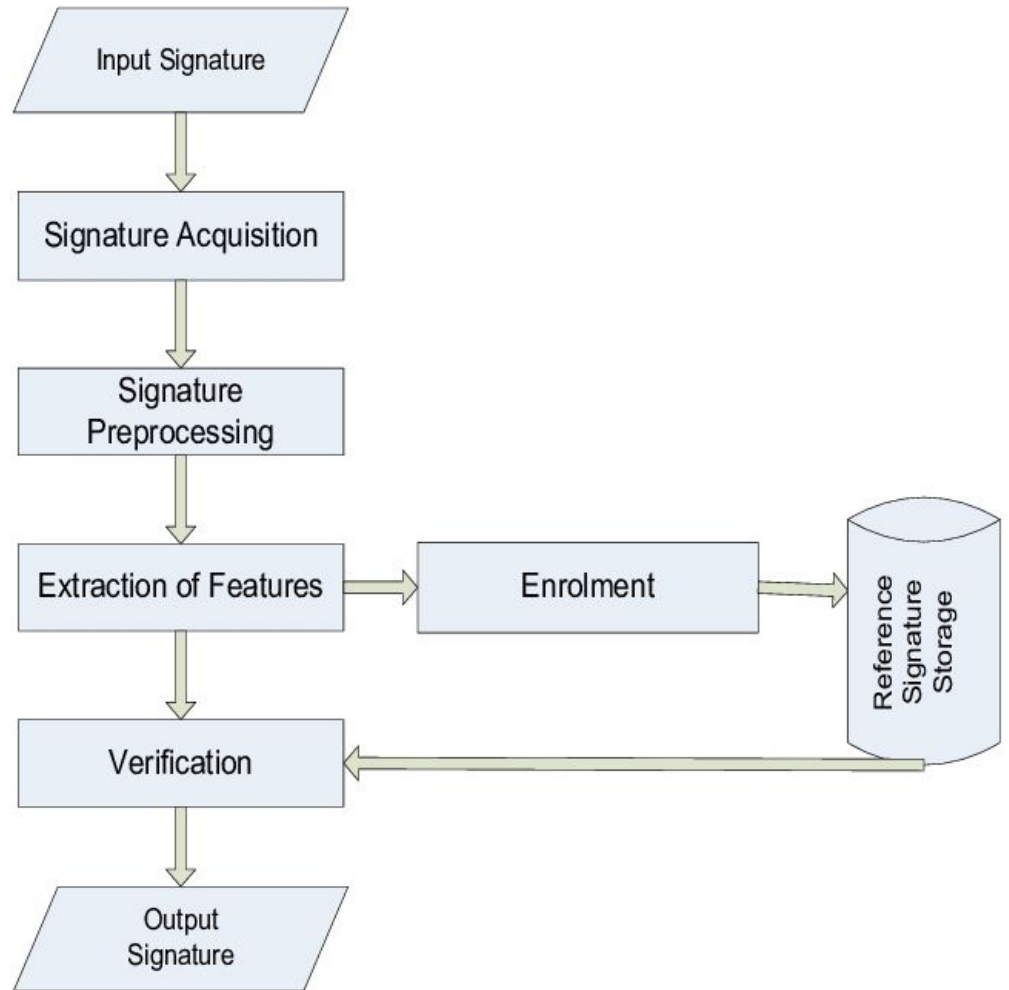 Input Signature
Signature Acquisition
Signature
Preprocessing
Extraction of Features
Enrolment
Reference
Signature
Storage
Verification
Output
Signature